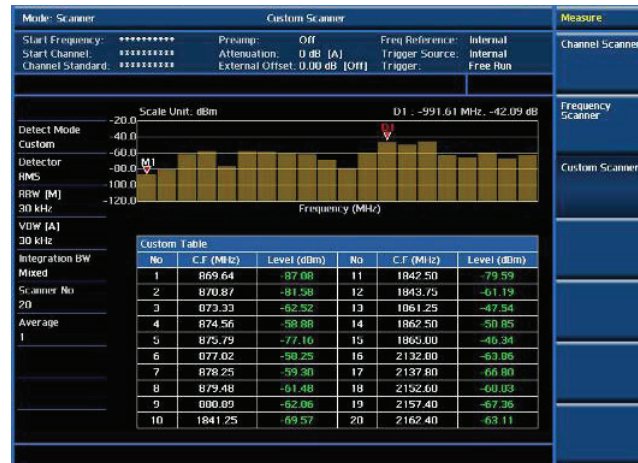 Mode: Scanner Custom Scanner Measure
Start Frequency: ********** Preamp: Off Freq Reference: Internal
Start Channel: ********** Attenuation: 0 dB [A] Trigger Source: Internal
Channel Standard: ********** External Offset: 0.00 dB [Off] Trigger: Free Run
Channel Scanner
Scale Unit: dBm D1 : -991.61 MHz, -42.09 dB
Frequency
Scanner
Custom Scanner
-20.0
-40.0
-60.0
-80.0
-100.0
-120.0
M1
D1
Frequency (MHz)
Detect Mode
Custom
Detector
RMS
RBW [M]
30 kHz
VBW [A]
30 kHz
Integration BW
Mixed
Scanner No
20
Average
1
Custom Table
No C.F (MHz) Level (dBm) No C.F (MHz) Level (dBm)
1 869.64 -87.08 11 1842.50 -79.59
2 870.87 -81.58 12 1843.75 -61.19
3 873.33 -62.52 13 1861.25 -47.54
4 874.56 -58.88 14 1862.50 -50.85
5 875.79 -77.16 15 1865.00 -46.34
6 877.02 -58.25 16 2132.00 -63.06
7 878.25 -59.30 17 2137.80 -66.80
8 879.48 -61.48 18 2152.60 -60.03
9 880.89 -62.06 19 2157.40 -67.36
10 1841.25 -69.57 20 2162.40 -63.11